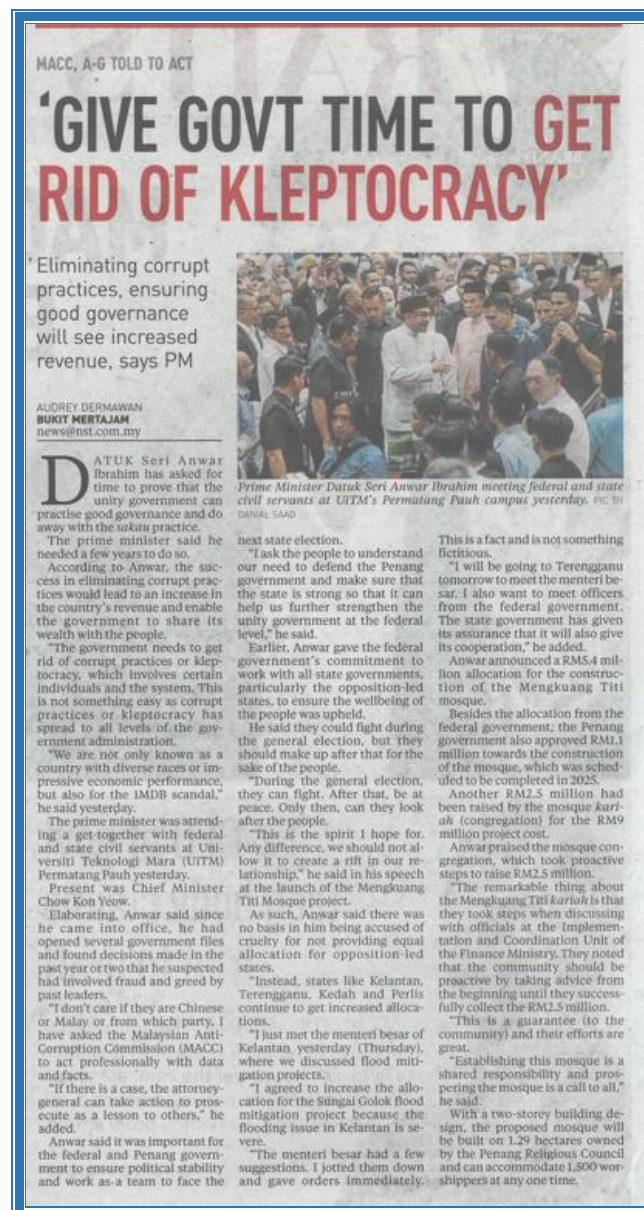 MACC, A-G TOLD TO ACT
'GIVE GOVT TIME TO GET
RID OF KLEPTOCRACY'
Eliminating corrupt
practices, ensuring
good governance
will see increased
revenue, says PM
AUDREY DERMAWAN
BUKIT MERTAJAM
news@nst.com.my
DATUK Seri Anwar
Ibrahim has asked for
time to prove that the
unity government can
practise good governance and do
away with the sakau practice.
The prime minister said he
needed a few years to do so.
According to Anwar, the suc-
cess in eliminating corrupt prac-
tices would lead to an increase in
the country's revenue and enable
the government to share its
wealth with the people.
"The government needs to get
rid of corrupt practices or klep-
tocracy, which involves certain
individuals and the system. This
is not something easy as corrupt
practices or kleptocracy has
spread to all levels of the gov-
ernment administration.
"We are not only known as a
country with diverse races or im-
pressive economic performance,
but also for the 1MDB scandal,"
he said yesterday.
The prime minister was attend-
ing a get-together with federal
and state civil servants at Uni-
versiti Teknologi Mara (UiTM)
Permatang Pauh yesterday.
Present was Chief Minister
Chow Kon Yeow.
Elaborating, Anwar said since
he came into office, he had
opened several government files
and found decisions made in the
past year or two that he suspected
had involved fraud and greed by
past leaders.
"I don't care if they are Chinese
or Malay or from which party. I
have asked the Malaysian Anti-
Corruption Commission (MACC)
to act professionally with data
and facts.
"If there is a case, the attorney-
general can take action to pros-
ecute as a lesson to others," he
added.
Anwar said it was important for
the federal and Penang govern-
ment to ensure political stability
and work as a team to face the
Prime Minister Datuk Seri Anwar Ibrahim meeting federal and state
civil servants at UiTM's Permatang Pauh campus yesterday. PIC BY
DANIAL SAAD
next state election.
"I ask the people to understand
our need to defend the Penang
government and make sure that
the state is strong so that it can
help us further strengthen the
unity government at the federal
level," he said.
Earlier, Anwar gave the federal
government's commitment to
work with all state governments,
particularly the opposition-led
states, to ensure the wellbeing of
the people was upheld.
He said they could fight during
the general election, but they
should make up after that for the
sake of the people.
"During the general election,
they can fight. After that, be at
peace. Only then, can they look
after the people.
"This is the spirit I hope for.
Any difference, we should not al-
low it to create a rift in our re-
lationship," he said in his speech
at the launch of the Mengkuang
Titi Mosque project.
As such, Anwar said there was
no basis in him being accused of
cruelty for not providing equal
allocation for opposition-led
states.
"Instead, states like Kelantan,
Terengganu, Kedah and Perlis
continue to get increased alloca-
tions.
"I just met the menteri besar of
Kelantan yesterday (Thursday),
where we discussed flood miti-
gation projects.
"I agreed to increase the allo-
cation for the Sungai Golok flood
mitigation project because the
flooding issue in Kelantan is se-
vere.
"The menteri besar had a few
suggestions. I jotted them down
and gave orders immediately.
This is a fact and is not something
fictitious.
"I will be going to Terengganu
tomorrow to meet the menteri be-
sar. I also want to meet officers
from the federal government.
The state government has given
its assurance that it will also give
its cooperation," he added.
Anwar announced a RM5.4 mil-
lion allocation for the construc-
tion of the Mengkuang Titi
mosque.
Besides the allocation from the
federal government, the Penang
government also approved RM1.1
million towards the construction
of the mosque, which was sched-
uled to be completed in 2025.
Another RM2.5 million had
been raised by the mosque kari-
ah (congregation) for the RM9
million project cost.
Anwar praised the mosque con-
gregation, which took proactive
steps to raise RM2.5 million.
"The remarkable thing about
the Mengkuang Titi kariah is that
they took steps when discussing
with officials at the Implemen-
tation and Coordination Unit of
the Finance Ministry. They noted
that the community should be
proactive by taking advice from
the beginning until they success-
fully collect the RM2.5 million.
"This is a guarantee (to the
community) and their efforts are
great.
"Establishing this mosque is a
shared responsibility and pros-
pering the mosque is a call to all,"
he said.
With a two-storey building de-
sign, the proposed mosque will
be built on 1.29 hectares owned
by the Penang Religious Council
and can accommodate 1,500 wor-
shippers at any one time.